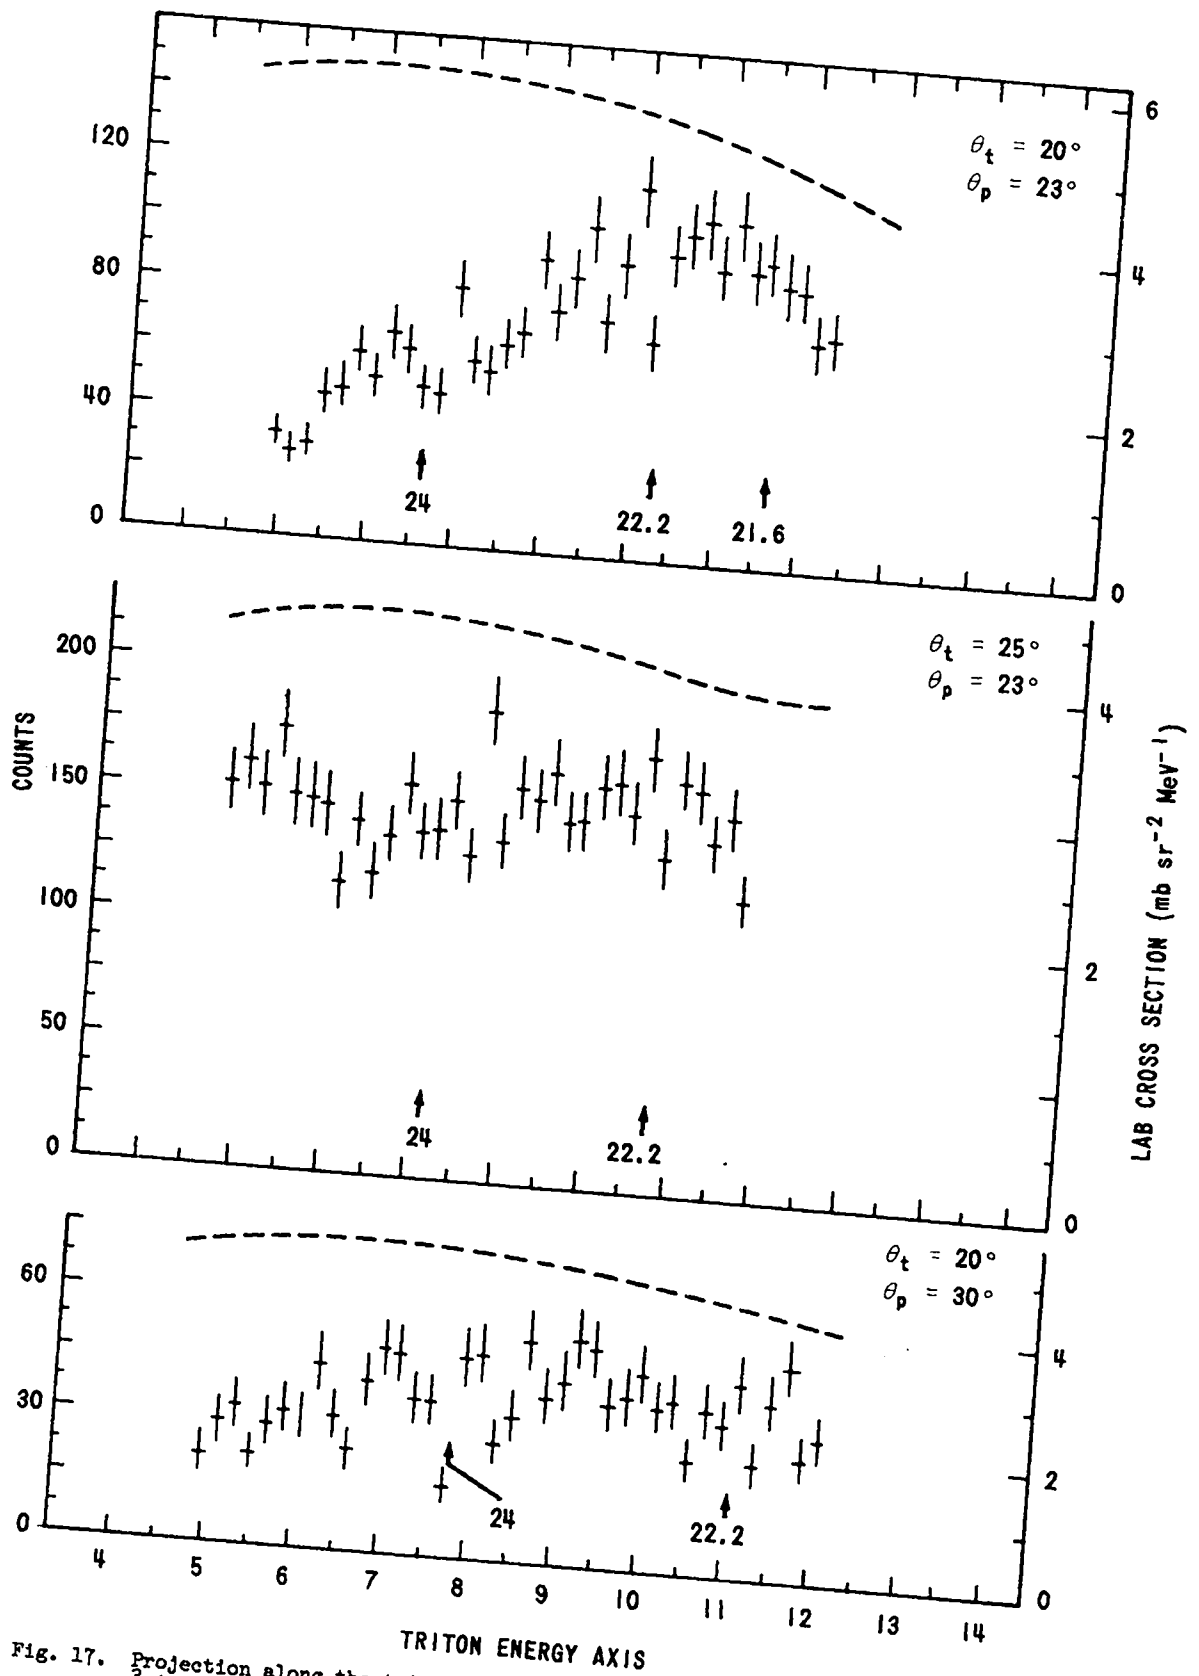 120
80
40
0
6
4
2
0
θt = 20°
θp = 23°
24
22.2
21.6
200
150
100
50
0
4
2
0
θt = 25°
θp = 23°
24
22.2
COUNTS
LAB CROSS SECTION (mb sr⁻² MeV⁻¹)
60
30
0
4
2
0
θt = 20°
θp = 30°
24
22.2
4 5 6 7 8 9 10 11 12 13 14
TRITON ENERGY AXIS
Fig. 17. Projection along the